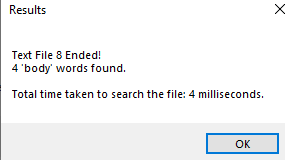 Results
Text File 8 Ended!
4 'body' words found.
Total time taken to search the file: 4 milliseconds.
OK